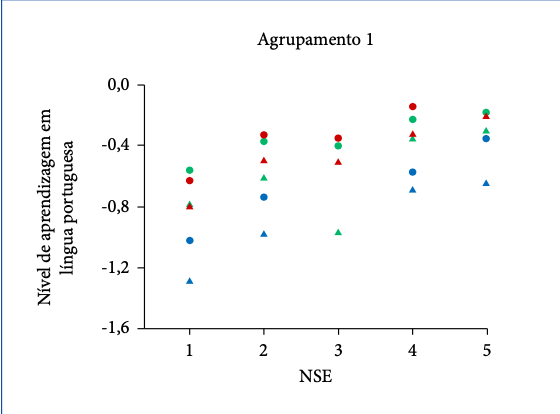 Agrupamento 1
Nível de aprendizagem em
língua portuguesa
0,0
-0,4
-0,8
-1,2
-1,6
1 2 3 4 5
NSE